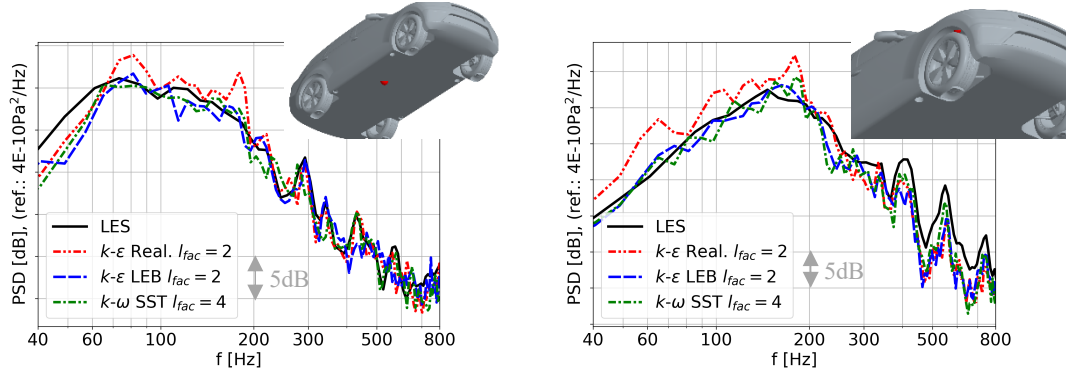 PSD [dB], (ref.: 4E-10Pa²/Hz)
LES
k-ε Real. l_fac = 2
k-ε LEB l_fac = 2
k-ω SST l_fac = 4
5dB
40 100 200 300 500 800
f [Hz]
PSD [dB], (ref.: 4E-10Pa²/Hz)
LES
k-ε Real. l_fac = 2
k-ε LEB l_fac = 2
k-ω SST l_fac = 4
5dB
40 100 200 300 500 800
f [Hz]